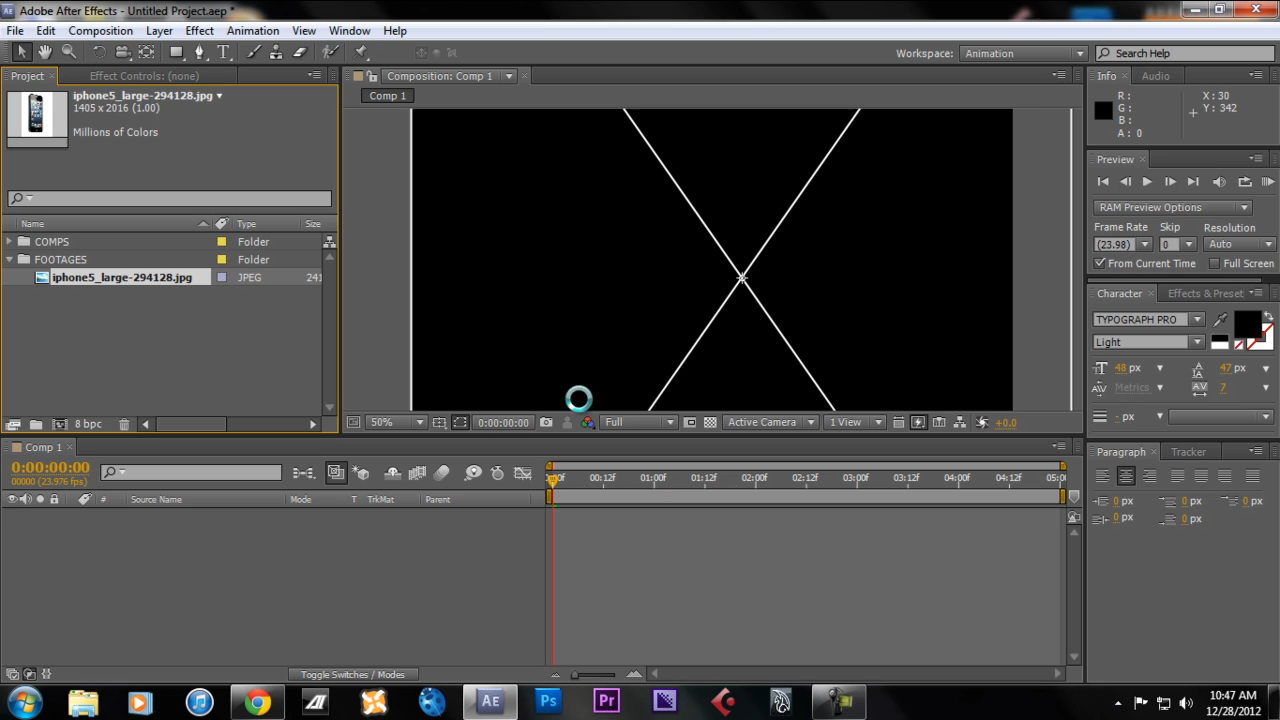 Adobe After Effects - Untitled Project.aep *
File Edit Composition Layer Effect Animation View Window Help
Workspace: Animation Search Help
Project Effect Controls: (none)
Composition: Comp 1
Info Audio
iphone5_large-294128.jpg
1405 x 2016 (1.00)
Millions of Colors
Comp 1
R :
G :
B :
A : 0
X : 30
Y : 342
Preview
RAM Preview Options
Frame Rate Skip Resolution
(23.98) 0 Auto
From Current Time Full Screen
Name Type Size
COMPS Folder
FOOTAGES Folder
iphone5_large-294128.jpg JPEG 241
Character Effects & Preset
TYPOGRAPH PRO
Light
48 px 47 px
Metrics 7
- px
8 bpc
50% 0:00:00:00 Full Active Camera 1 View +0.0
Comp 1
0:00:00:00
00000 (23.976 fps)
# Source Name Mode T TrkMat Parent
:00f 00:12f 01:00f 01:12f 02:00f 02:12f 03:00f 03:12f 04:00f 04:12f 05:0
Paragraph Tracker
0 px 0 px 0 px
0 px 0 px
Toggle Switches / Modes
Ae Ps Pr
10:47 AM
12/28/2012